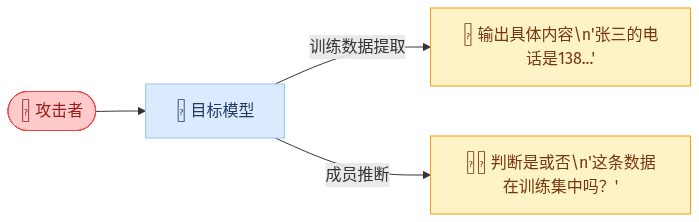 攻击者
目标模型
训练数据提取
输出具体内容\n'张三的电
话是138...'
成员推断
判断是或否\n'这条数据
在训练集中吗？'